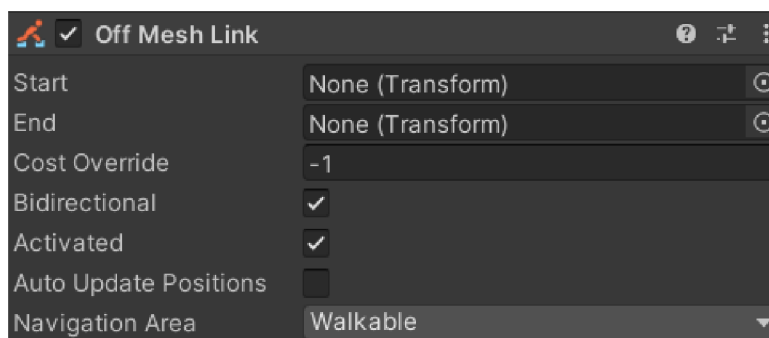 Off Mesh Link
Start None (Transform)
End None (Transform)
Cost Override -1
Bidirectional
Activated
Auto Update Positions
Navigation Area Walkable